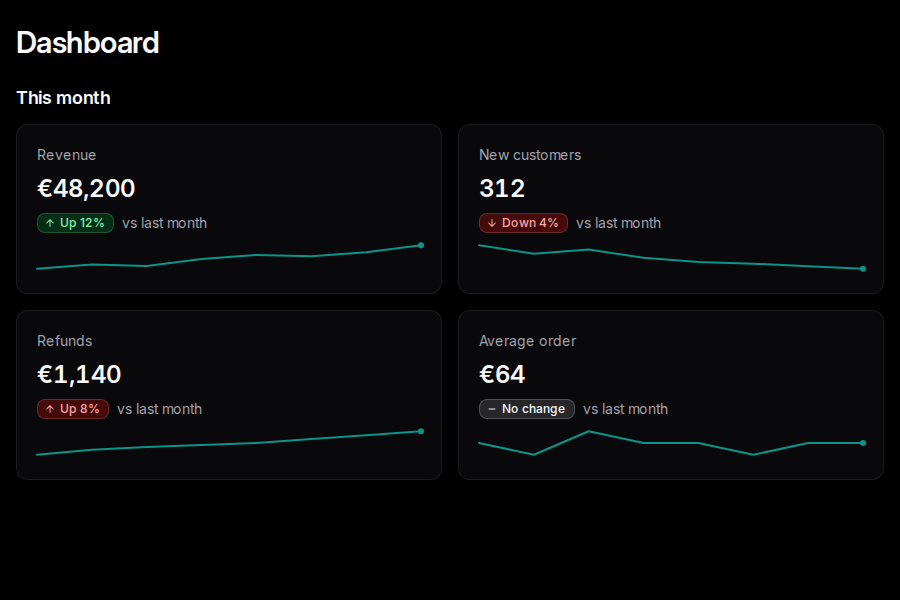 Dashboard
This month
Revenue
€48,200
↑ Up 12% vs last month
New customers
312
↓ Down 4% vs last month
Refunds
€1,140
↑ Up 8% vs last month
Average order
€64
− No change vs last month